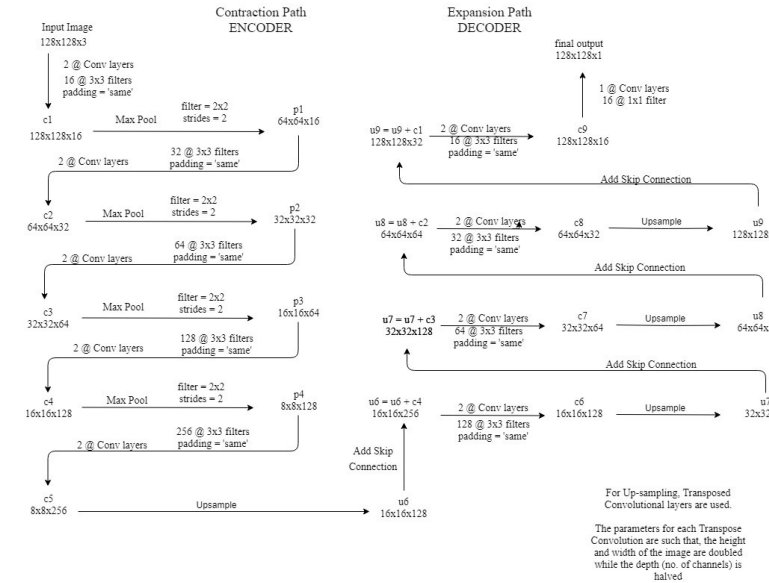 Contraction Path
ENCODER
Expansion Path
DECODER
Input Image
128x128x3
2 @ Conv layers
16 @ 3x3 filters
padding = 'same'
c1
128x128x16
Max Pool
filter = 2x2
strides = 2
p1
64x64x16
32 @ 3x3 filters
padding = 'same'
2 @ Conv layers
c2
64x64x32
Max Pool
filter = 2x2
strides = 2
p2
32x32x32
64 @ 3x3 filters
padding = 'same'
2 @ Conv layers
c3
32x32x64
Max Pool
filter = 2x2
strides = 2
p3
16x16x64
128 @ 3x3 filters
padding = 'same'
2 @ Conv layers
c4
16x16x128
Max Pool
filter = 2x2
strides = 2
p4
8x8x128
256 @ 3x3 filters
padding = 'same'
2 @ Conv layers
c5
8x8x256
Upsample
u6
16x16x128
Add Skip
Connection
u6 = u6 + c4
16x16x256
2 @ Conv layers
128 @ 3x3 filters
padding = 'same'
c6
16x16x128
Upsample
u7
32x32
Add Skip Connection
u7 = u7 + c3
32x32x128
2 @ Conv layers
64 @ 3x3 filters
padding = 'same'
c7
32x32x64
Upsample
u8
64x64x
Add Skip Connection
u8 = u8 + c2
64x64x64
2 @ Conv layers
32 @ 3x3 filters
padding = 'same'
c8
64x64x32
Upsample
u9
128x128
Add Skip Connection
u9 = u9 + c1
128x128x32
2 @ Conv layers
16 @ 3x3 filters
padding = 'same'
c9
128x128x16
1 @ Conv layers
16 @ 1x1 filter
final output
128x128x1
For Up-sampling, Transposed
Convolutional layers are used.
The parameters for each Transpose
Convolution are such that, the height
and width of the image are doubled
while the depth (no. of channels) is
halved